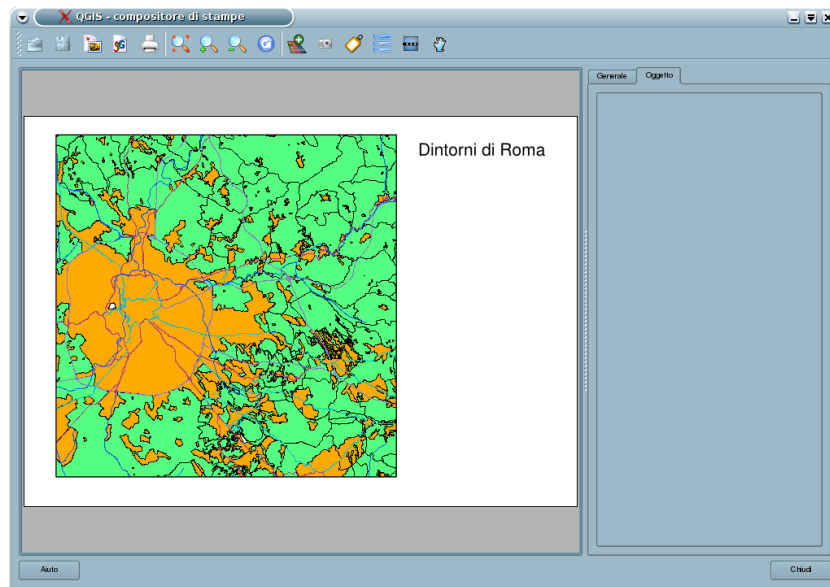 QGIS - compositore di stampe
Generale
Oggetto
Dintorni di Roma
Aiuto
Chiudi